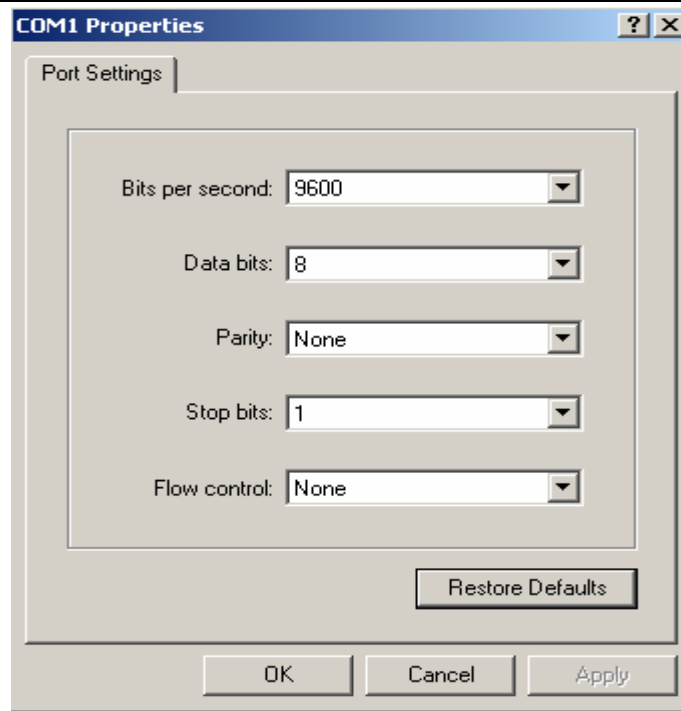 COM1 Properties
Port Settings
Bits per second: 9600
Data bits: 8
Parity: None
Stop bits: 1
Flow control: None
Restore Defaults
OK Cancel Apply